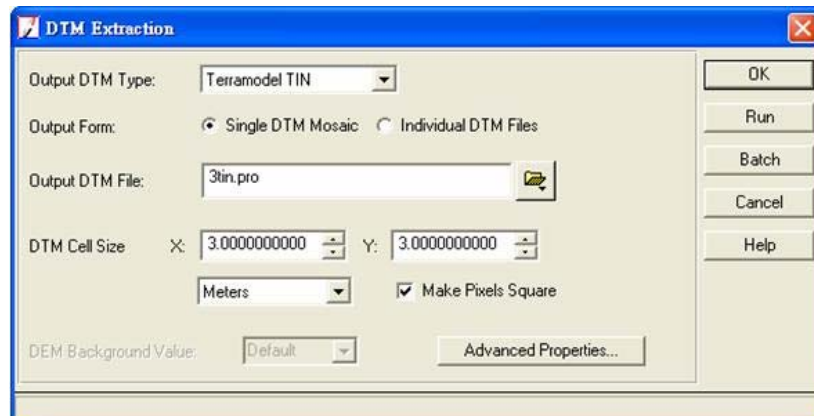 DTM Extraction
Output DTM Type: Terramodel TIN
OK
Output Form: Single DTM Mosaic Individual DTM Files
Run
Batch
Output DTM File: 3tin.pro
Cancel
DTM Cell Size X: 3.0000000000 Y: 3.0000000000
Help
Meters Make Pixels Square
DEM Background Value: Default Advanced Properties...